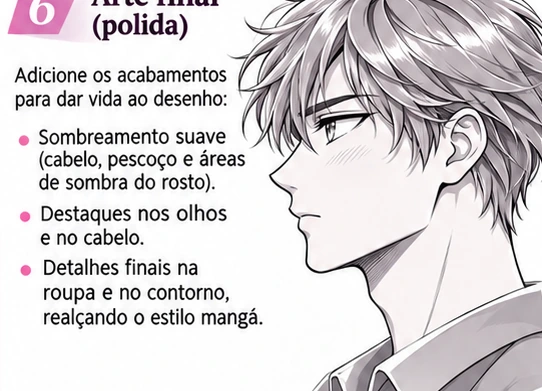 6
Arte final
(polida)
Adicione os acabamentos
para dar vida ao desenho:
Sombreamento suave
(cabelo, pescoço e áreas
de sombra do rosto).
Destaques nos olhos
e no cabelo.
Detalhes finais na
roupa e no contorno,
realçando o estilo mangá.